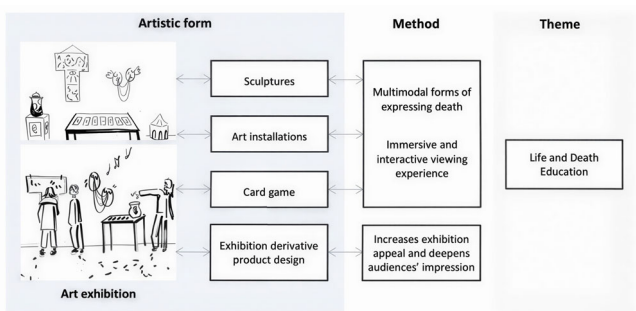 Artistic form
Method
Theme
Sculptures
Art installations
Card game
Exhibition derivative
product design
Multimodal forms of
expressing death
Immersive and
interactive viewing
experience
Increases exhibition
appeal and deepens
audiences' impression
Life and Death
Education
Art exhibition